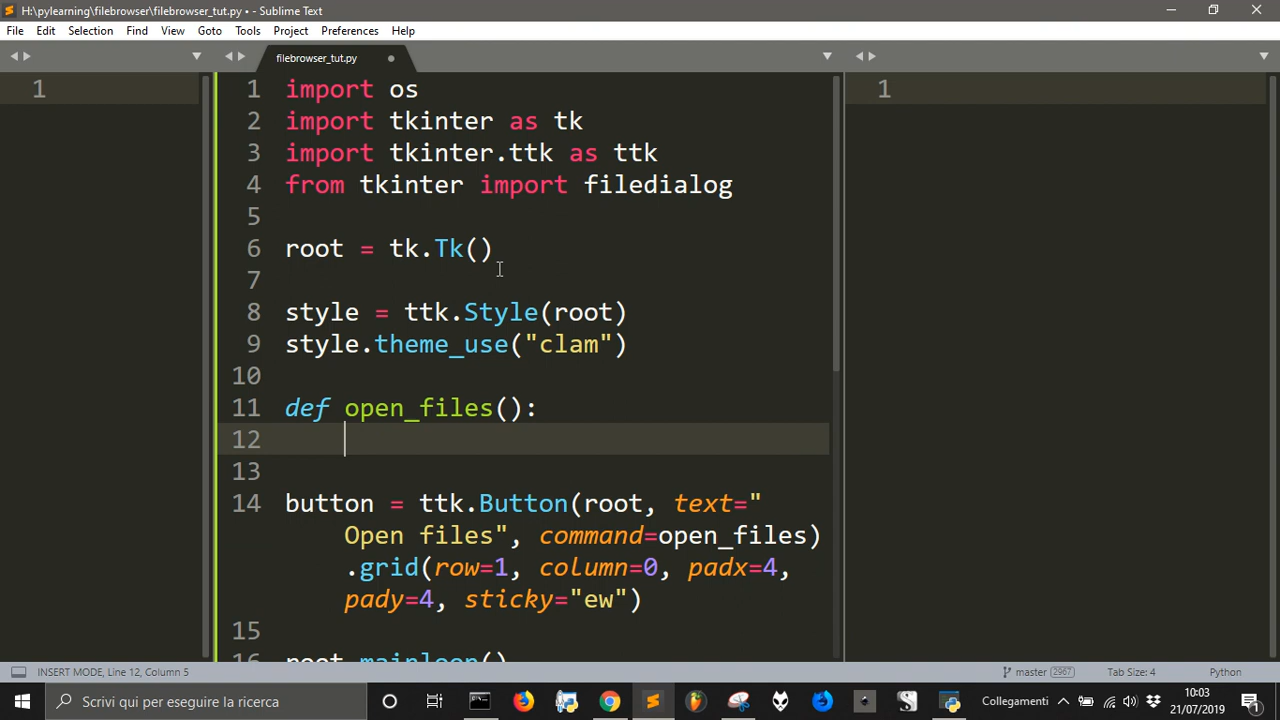 H:\pylearning\filebrowser\filebrowser_tut.py • - Sublime Text
File Edit Selection Find View Goto Tools Project Preferences Help
filebrowser_tut.py
1
1 import os
2 import tkinter as tk
3 import tkinter.ttk as ttk
4 from tkinter import filedialog
5
6 root = tk.Tk()
7
8 style = ttk.Style(root)
9 style.theme_use("clam")
10
11 def open_files():
12
13
14 button = ttk.Button(root, text="
Open files", command=open_files)
.grid(row=1, column=0, padx=4,
pady=4, sticky="ew")
15
16 root.mainloop()
1
INSERT MODE, Line 12, Column 5
master 2967 Tab Size: 4 Python
Scrivi qui per eseguire la ricerca
Collegamenti
10:03
21/07/2019
1